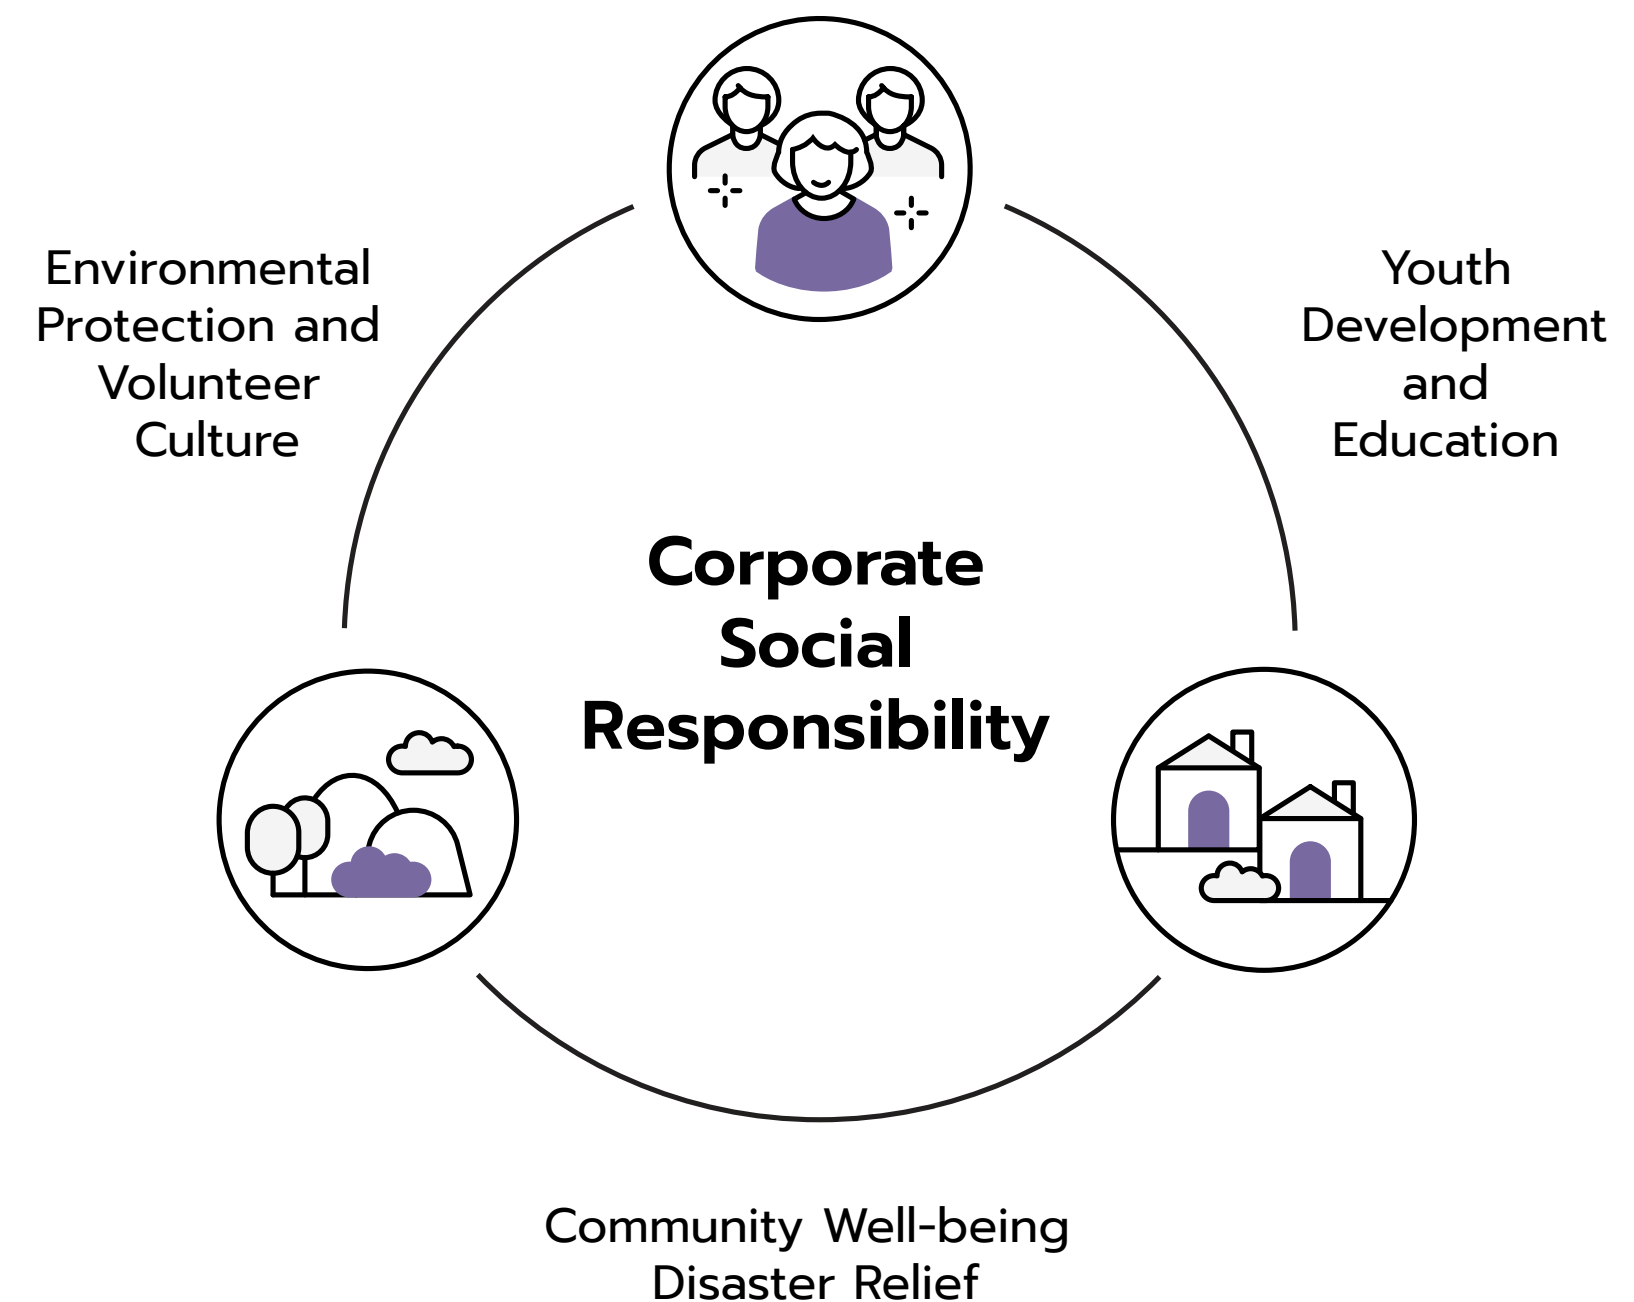 Environmental
Protection and
Volunteer
Culture
Youth
Development
and
Education
Corporate
Social
Responsibility
Community Well-being
Disaster Relief